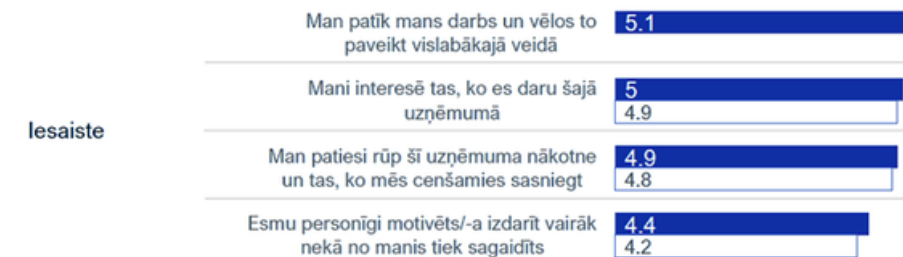 Man patīk mans darbs un vēlos to
paveikt vislabākajā veidā
5.1
Mani interesē tas, ko es daru šajā
uzņēmumā
5
4.9
Iesaiste
Man patiesi rūp šī uzņēmuma nākotne
un tas, ko mēs cenšamies sasniegt
4.9
4.8
Esmu personīgi motivēts/-a izdarīt vairāk
nekā no manis tiek sagaidīts
4.4
4.2